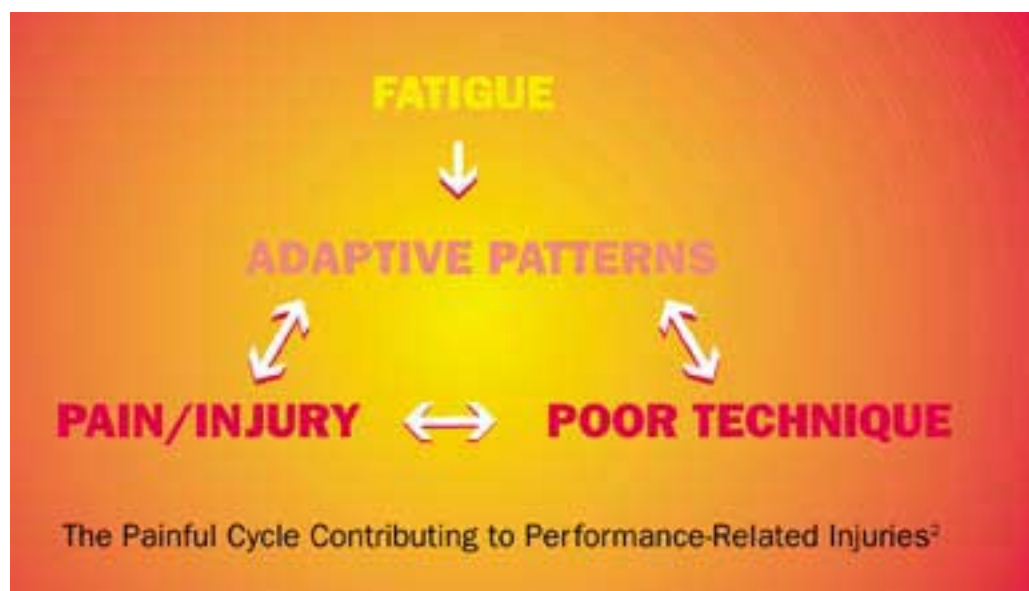 FATIGUE
ADAPTIVE PATTERNS
PAIN/INJURY
POOR TECHNIQUE
The Painful Cycle Contributing to Performance-Related Injuries²